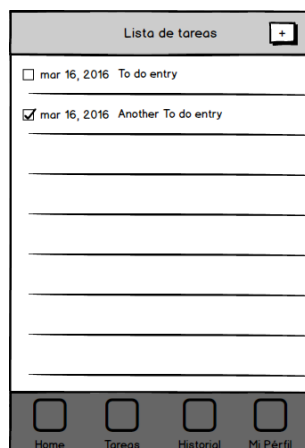 Lista de tareas +
mar 16, 2016 To do entry
mar 16, 2016 Another To do entry
Home Tareas Historial Mi Pérfil